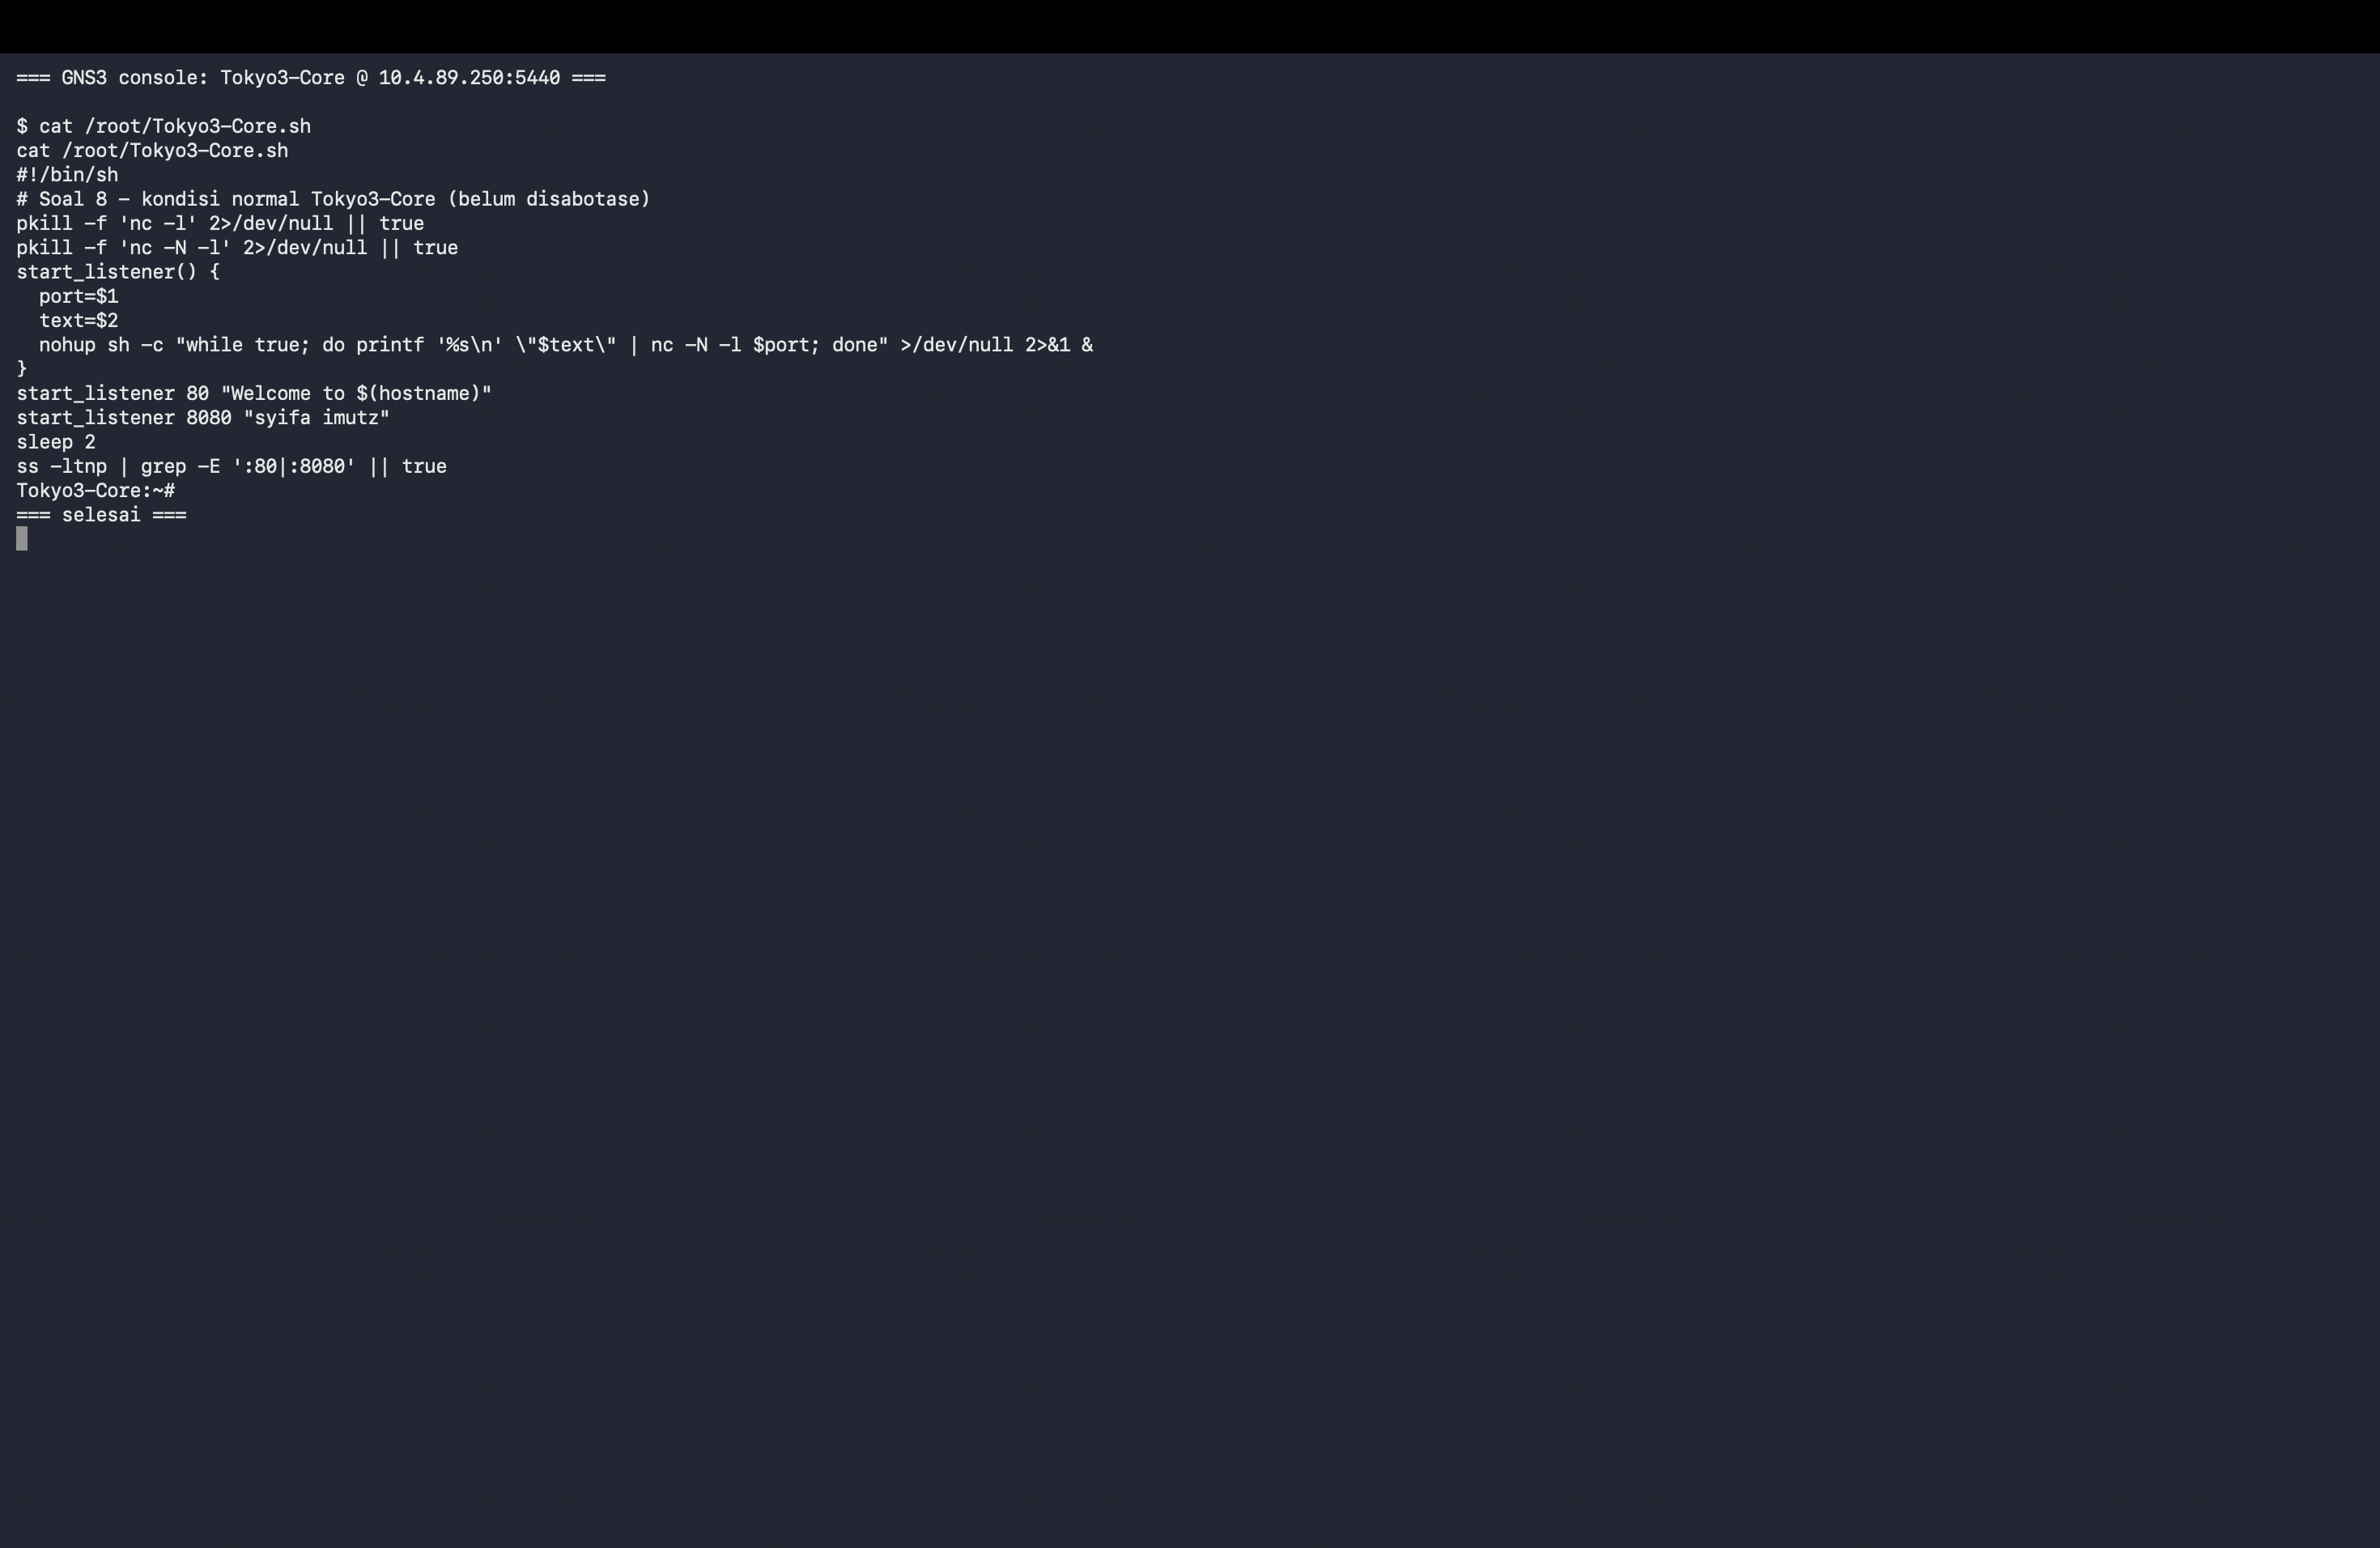 === GNS3 console: Tokyo3-Core @ 10.4.89.250:5440 ===
$ cat /root/Tokyo3-Core.sh
cat /root/Tokyo3-Core.sh
#!/bin/sh
# Soal 8 - kondisi normal Tokyo3-Core (belum disabotase)
pkill -f 'nc -l' 2>/dev/null || true
pkill -f 'nc -N -l' 2>/dev/null || true
start_listener() {
  port=$1
  text=$2
  nohup sh -c "while true; do printf '%s\n' \"$text\" | nc -N -l $port; done" >/dev/null 2>&1 &
}
start_listener 80 "Welcome to $(hostname)"
start_listener 8080 "syifa imutz"
sleep 2
ss -ltnp | grep -E ':80|:8080' || true
Tokyo3-Core:~#
=== selesai ===